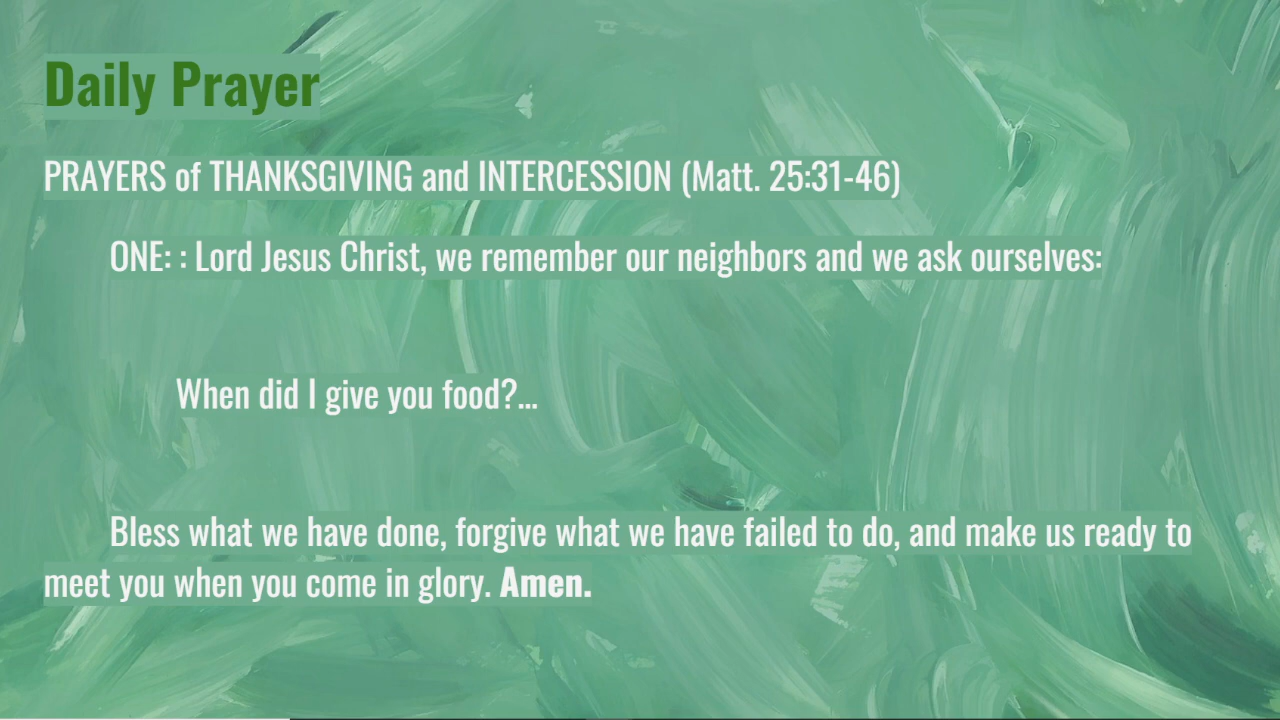 Daily Prayer
PRAYERS of THANKSGIVING and INTERCESSION (Matt. 25:31-46)
ONE: : Lord Jesus Christ, we remember our neighbors and we ask ourselves:
When did I give you food?...
Bless what we have done, forgive what we have failed to do, and make us ready to
meet you when you come in glory. Amen.